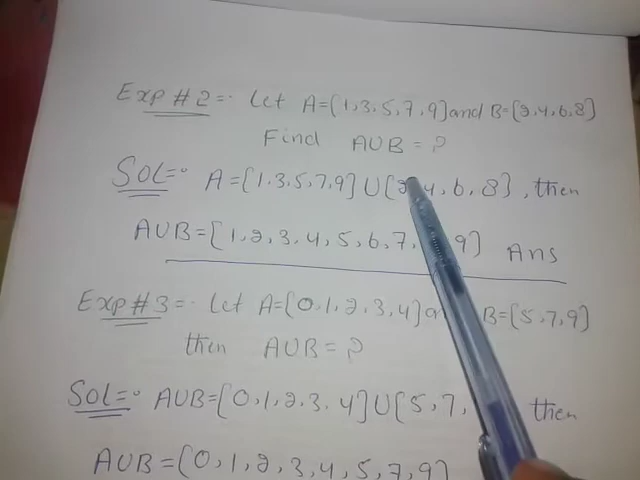 Exp #2=. Let A=[1,3,5,7,9] and B=[2,4,6,8]
Find AUB=?
SOL=. A=[1,3,5,7,9] U [2, 4, 6, 8], then
AUB=[1,2,3,4,5,6,7, 9] Ans
Exp #3=. Let A=[0,1,2,3,4] B=[5,7,9]
then AUB=?
SOL=. AUB=[0,1,2,3,4] U [5,7, then
AUB=[0,1,2,3,4,5,7,9]